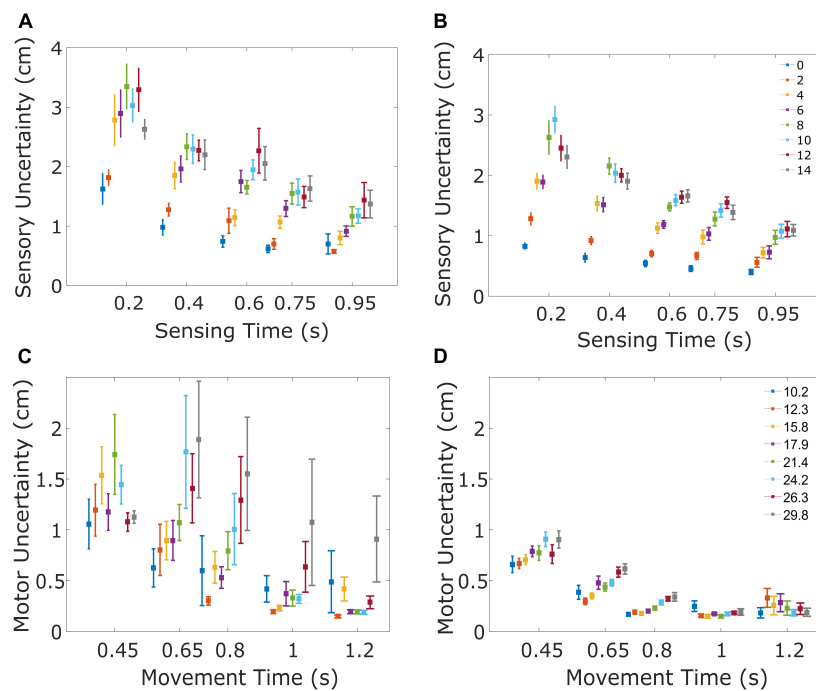 A
Sensory Uncertainty (cm)
4
3
2
1
0
0.2 0.4 0.6 0.75 0.95
Sensing Time (s)
B
Sensory Uncertainty (cm)
4
3
2
1
0
0.2 0.4 0.6 0.75 0.95
Sensing Time (s)
0
2
4
6
8
10
12
14
C
Motor Uncertainty (cm)
2
1.5
1
0.5
0
0.45 0.65 0.8 1 1.2
Movement Time (s)
D
Motor Uncertainty (cm)
2
1.5
1
0.5
0
0.45 0.65 0.8 1 1.2
Movement Time (s)
10.2
12.3
15.8
17.9
21.4
24.2
26.3
29.8